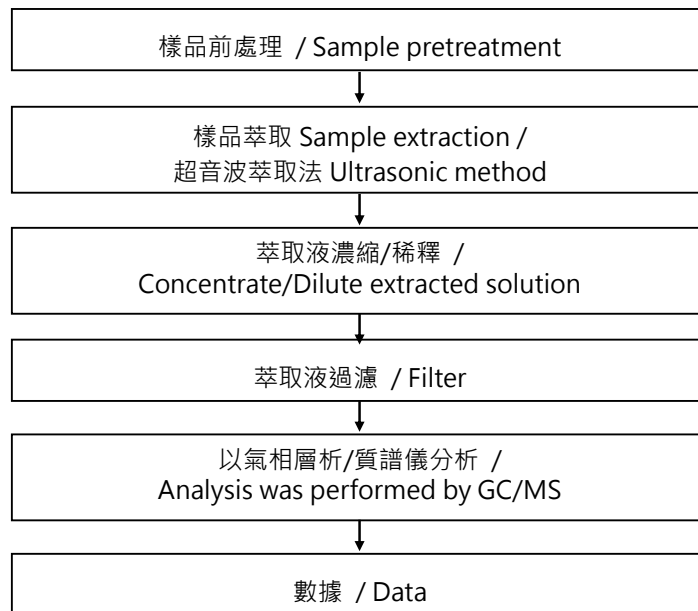 樣品前處理 / Sample pretreatment
樣品萃取 Sample extraction /
超音波萃取法 Ultrasonic method
萃取液濃縮/稀釋 /
Concentrate/Dilute extracted solution
萃取液過濾 / Filter
以氣相層析/質譜儀分析 /
Analysis was performed by GC/MS
數據 / Data